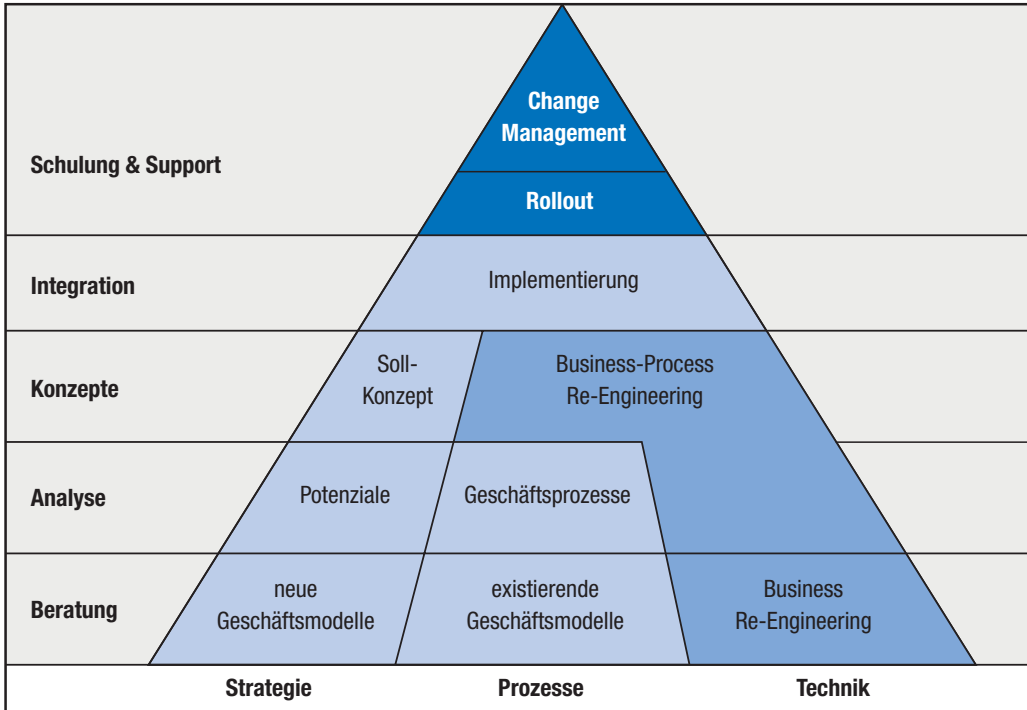 Change
Management
Schulung & Support
Rollout
Integration
Implementierung
Konzepte
Soll-
Konzept
Business-Process
Re-Engineering
Analyse
Potenziale
Geschäftsprozesse
Beratung
neue
Geschäftsmodelle
existierende
Geschäftsmodelle
Business
Re-Engineering
Strategie
Prozesse
Technik